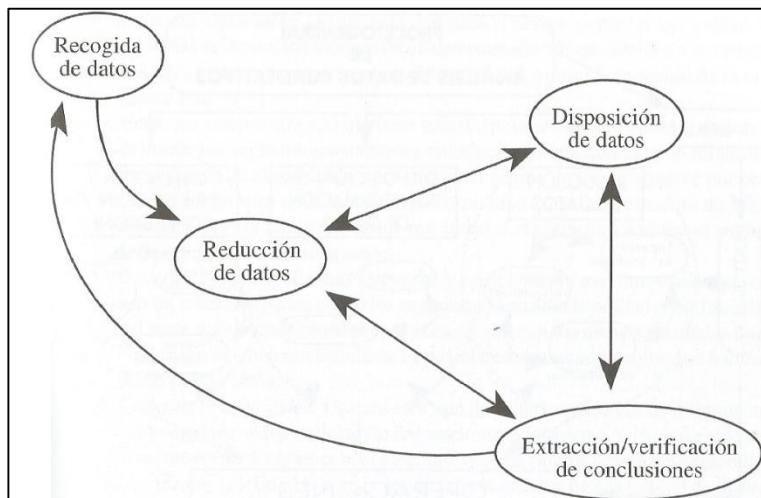 Recogida
de datos
Disposición
de datos
Reducción
de datos
Extracción/verificación
de conclusiones